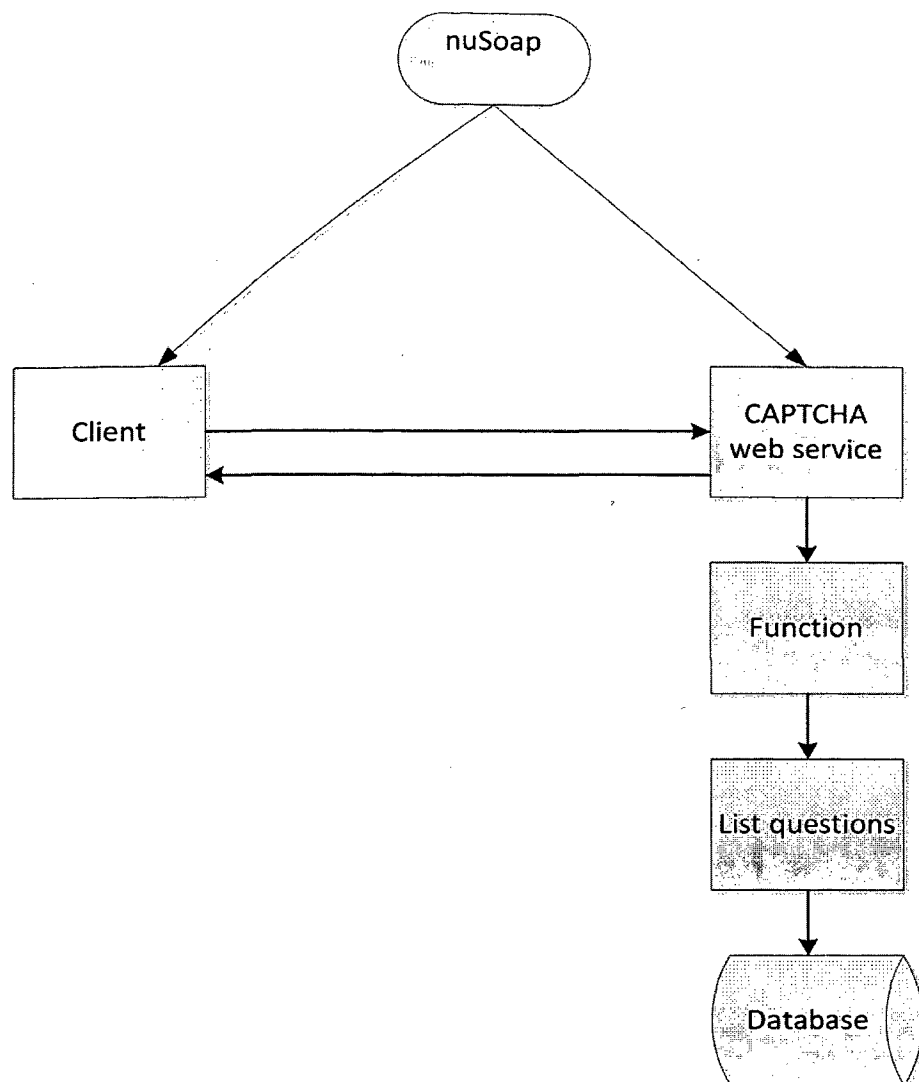 nuSoap
Client
CAPTCHA
web service
Function
List questions
Database